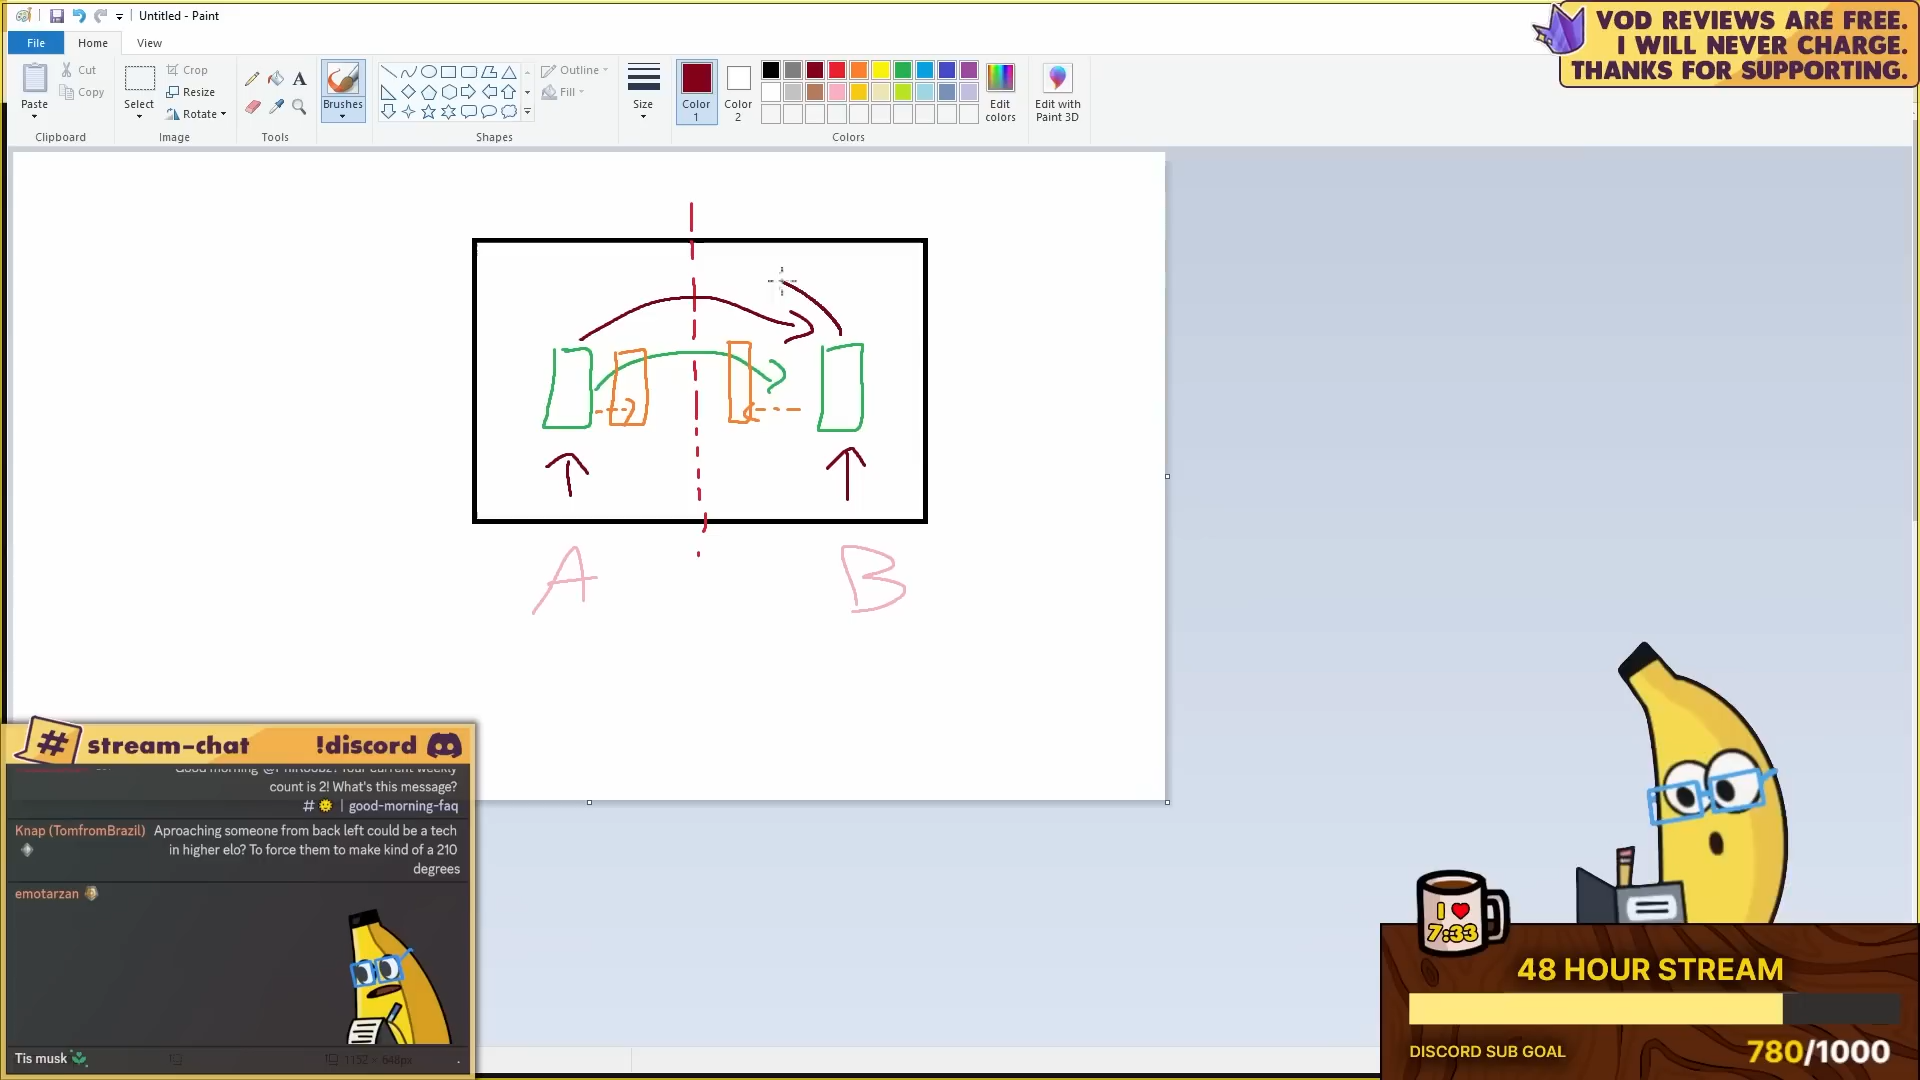 Untitled - Paint
File
Home
View
Paste
Cut
Copy
Clipboard
Select
Crop
Resize
Rotate
Image
A
Tools
Brushes
Outline
Fill
Shapes
Size
Color
1
Color
2
Edit
colors
Edit with
Paint 3D
Colors
VOD REVIEWS ARE FREE.
I WILL NEVER CHARGE.
THANKS FOR SUPPORTING.
A
B
# stream-chat
!discord
count is 2! What's this message?
# | good-morning-faq
Knap (TomfromBrazil) Aproaching someone from back left could be a tech
in higher elo? To force them to make kind of a 210
degrees
emotarzan
Tis musk
1152 × 648px
I
7:33
48 HOUR STREAM
DISCORD SUB GOAL
780/1000